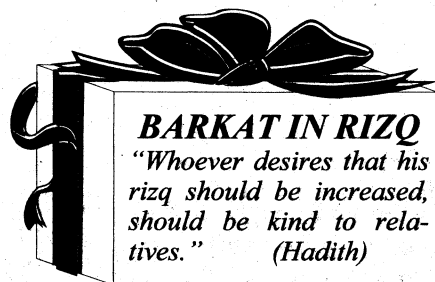 BARKAT IN RIZQ
“Whoever desires that his
rizq should be increased,
should be kind to rela-
tives.” (Hadith)